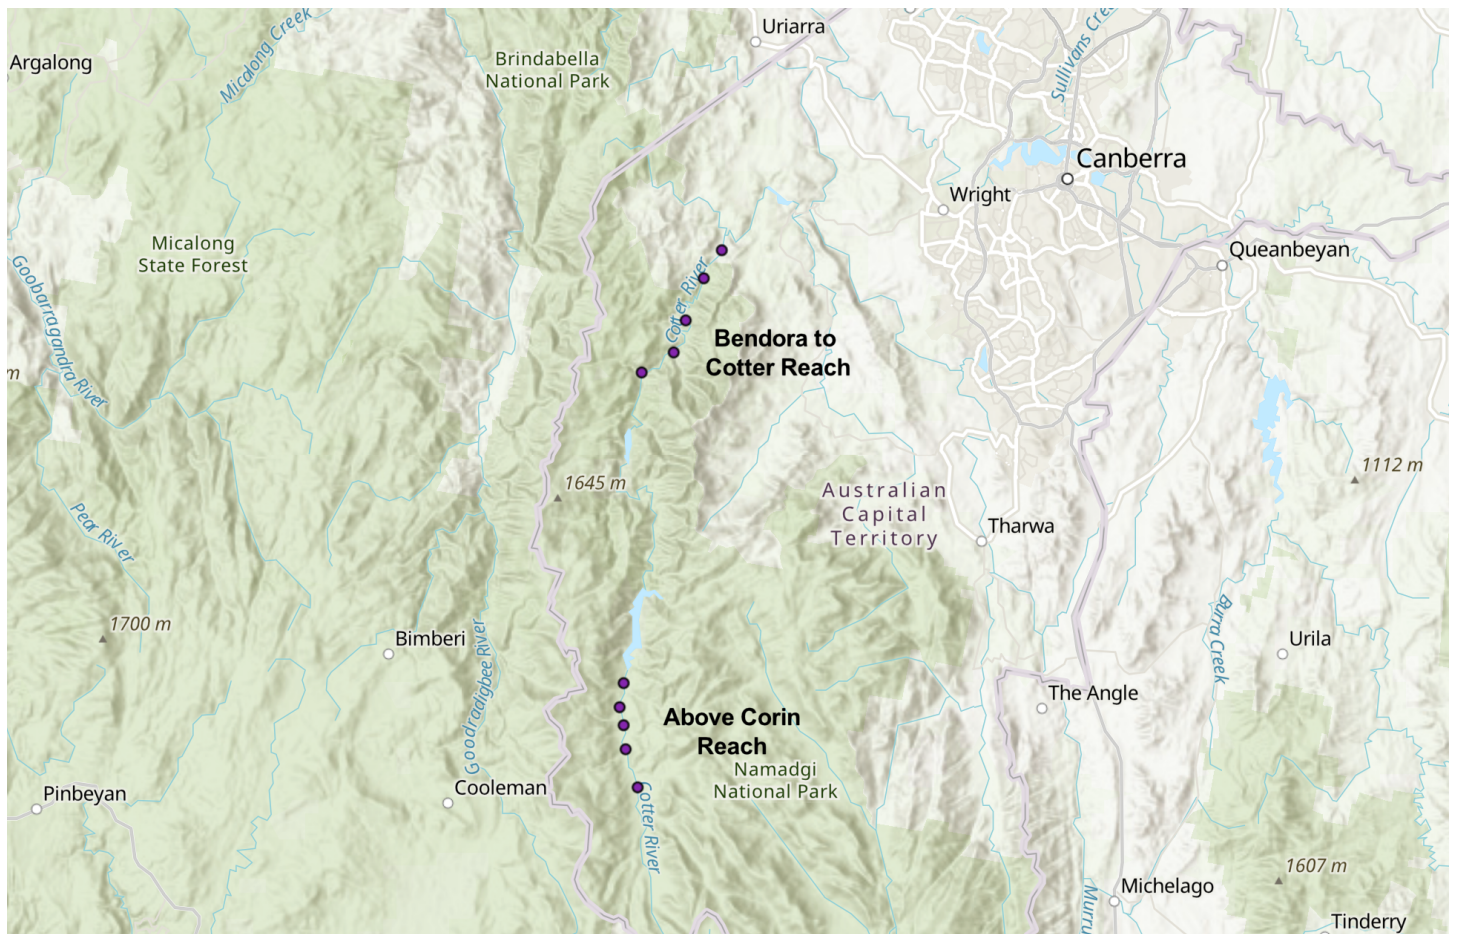 Uriarra
Argalong
Micalong Creek
Brindabella
National Park
Sullivans Cree
Canberra
Wright
Micalong
State Forest
Queanbeyan
Goobarragandra River
Cotter River
Bendora to
Cotter Reach
m
1645 m
1112 m
Australian
Capital
Territory
Tharwa
Pear River
1700 m
Bimberi
Goodradigbee River
Burra Creek
Urila
The Angle
Above Corin
Reach
Namadgi
National Park
Cooleman
Pinbeyan
Cotter River
1607 m
Michelago
Murru
Tinderry